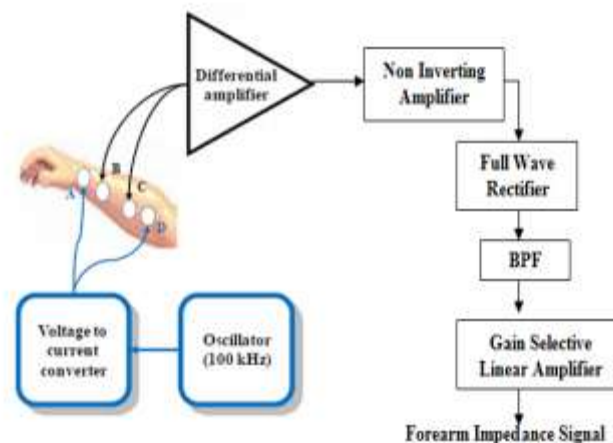 Differential
amplifier
Non Inverting
Amplifier
Full Wave
Rectifier
BPF
Gain Selective
Linear Amplifier
Forearm Impedance Signal
A
B
C
D
Voltage to
current
converter
Oscillator
(100 kHz)